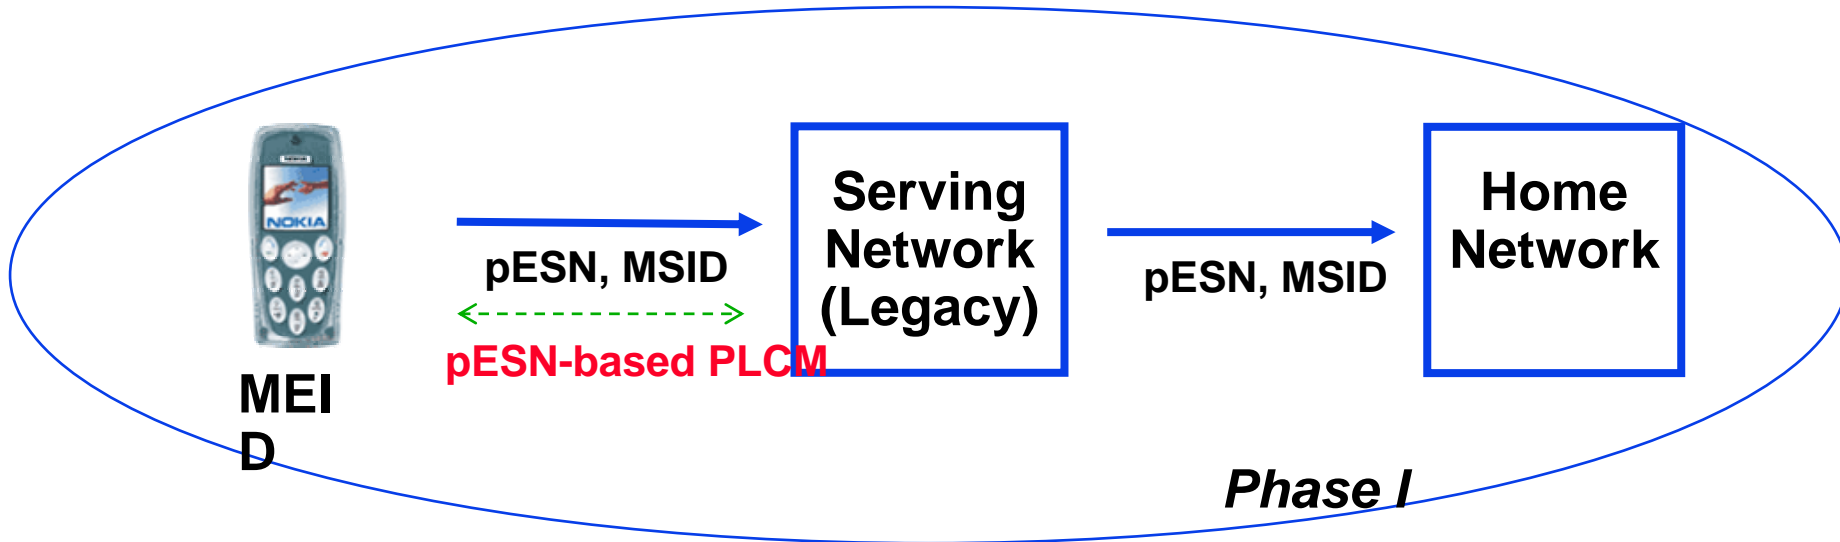 NOKIA
MEI
D
pESN, MSID
pESN-based PLCM
Serving
Network
(Legacy)
pESN, MSID
Home
Network
Phase I